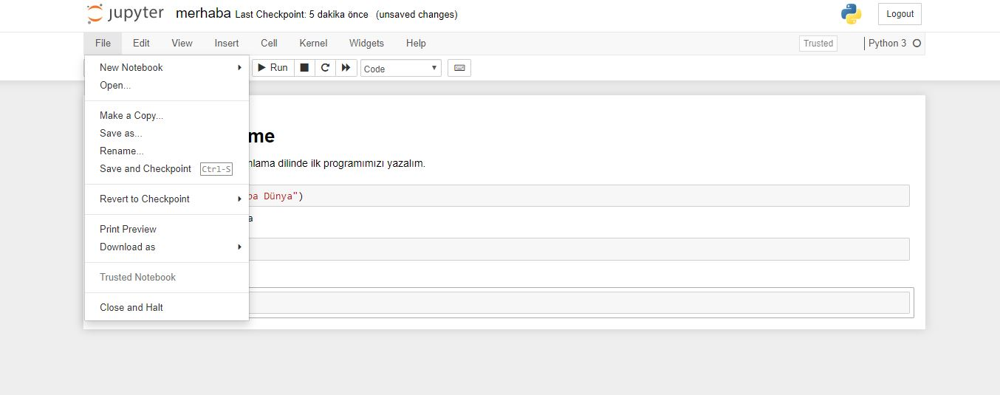 jupyter merhaba Last Checkpoint: 5 dakika önce (unsaved changes) Logout
File Edit View Insert Cell Kernel Widgets Help Trusted Python 3
Run Code
New Notebook
Open...
Make a Copy...
Save as...
Rename...
Save and Checkpoint Ctrl-S
Revert to Checkpoint
Print Preview
Download as
Trusted Notebook
Close and Halt
me
dilinde ilk programımızı yazalım.
Dünya")
a